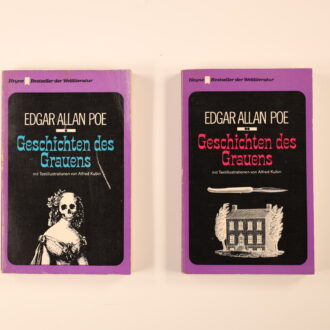 Heyne Bestseller der Weltliteratur
EDGAR ALLAN POE
Geschichten des
Grauens
mit Textillustrationen von Alfred Kubin
Heyne Bestseller der Weltliteratur
EDGAR ALLAN POE
Geschichten des
Grauens
mit Textillustrationen von Alfred Kubin